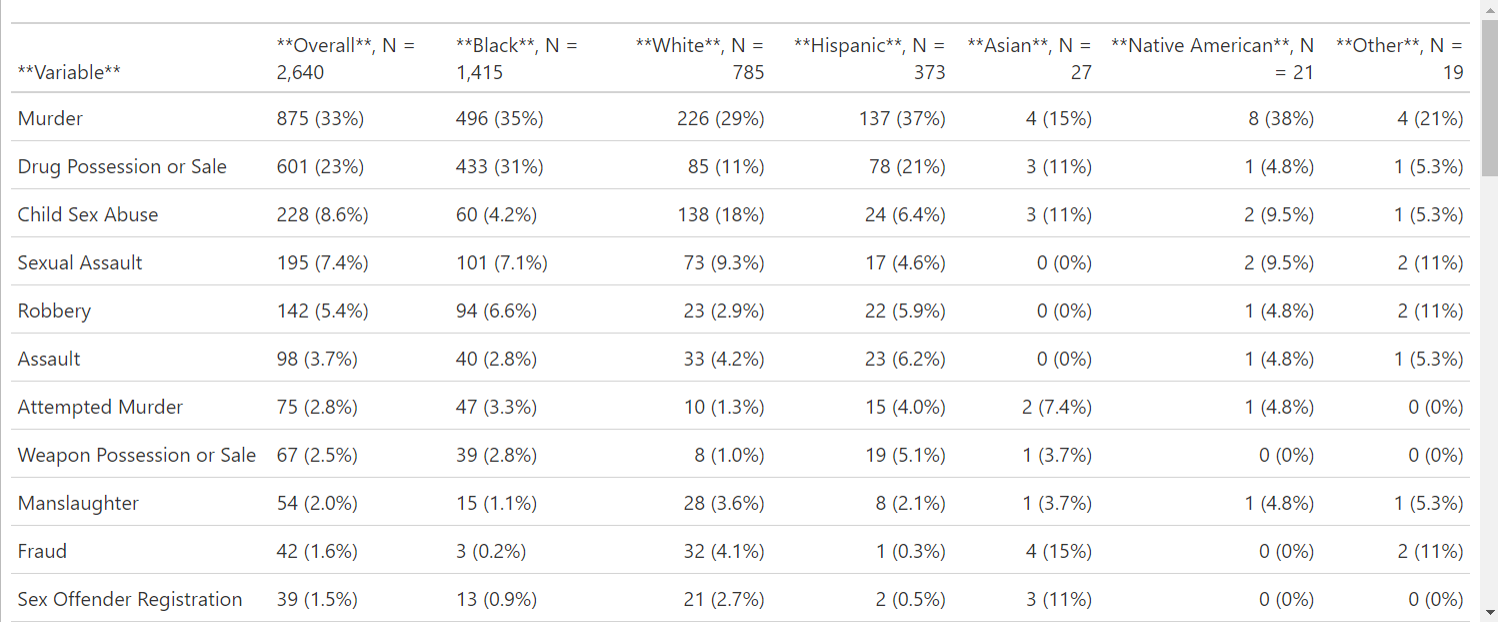 **Variable** **Overall**, N = 2,640 **Black**, N = 1,415 **White**, N = 785 **Hispanic**, N = 373 **Asian**, N = 27 **Native American**, N = 21 **Other**, N = 19
Murder 875 (33%) 496 (35%) 226 (29%) 137 (37%) 4 (15%) 8 (38%) 4 (21%)
Drug Possession or Sale 601 (23%) 433 (31%) 85 (11%) 78 (21%) 3 (11%) 1 (4.8%) 1 (5.3%)
Child Sex Abuse 228 (8.6%) 60 (4.2%) 138 (18%) 24 (6.4%) 3 (11%) 2 (9.5%) 1 (5.3%)
Sexual Assault 195 (7.4%) 101 (7.1%) 73 (9.3%) 17 (4.6%) 0 (0%) 2 (9.5%) 2 (11%)
Robbery 142 (5.4%) 94 (6.6%) 23 (2.9%) 22 (5.9%) 0 (0%) 1 (4.8%) 2 (11%)
Assault 98 (3.7%) 40 (2.8%) 33 (4.2%) 23 (6.2%) 0 (0%) 1 (4.8%) 1 (5.3%)
Attempted Murder 75 (2.8%) 47 (3.3%) 10 (1.3%) 15 (4.0%) 2 (7.4%) 1 (4.8%) 0 (0%)
Weapon Possession or Sale 67 (2.5%) 39 (2.8%) 8 (1.0%) 19 (5.1%) 1 (3.7%) 0 (0%) 0 (0%)
Manslaughter 54 (2.0%) 15 (1.1%) 28 (3.6%) 8 (2.1%) 1 (3.7%) 1 (4.8%) 1 (5.3%)
Fraud 42 (1.6%) 3 (0.2%) 32 (4.1%) 1 (0.3%) 4 (15%) 0 (0%) 2 (11%)
Sex Offender Registration 39 (1.5%) 13 (0.9%) 21 (2.7%) 2 (0.5%) 3 (11%) 0 (0%) 0 (0%)